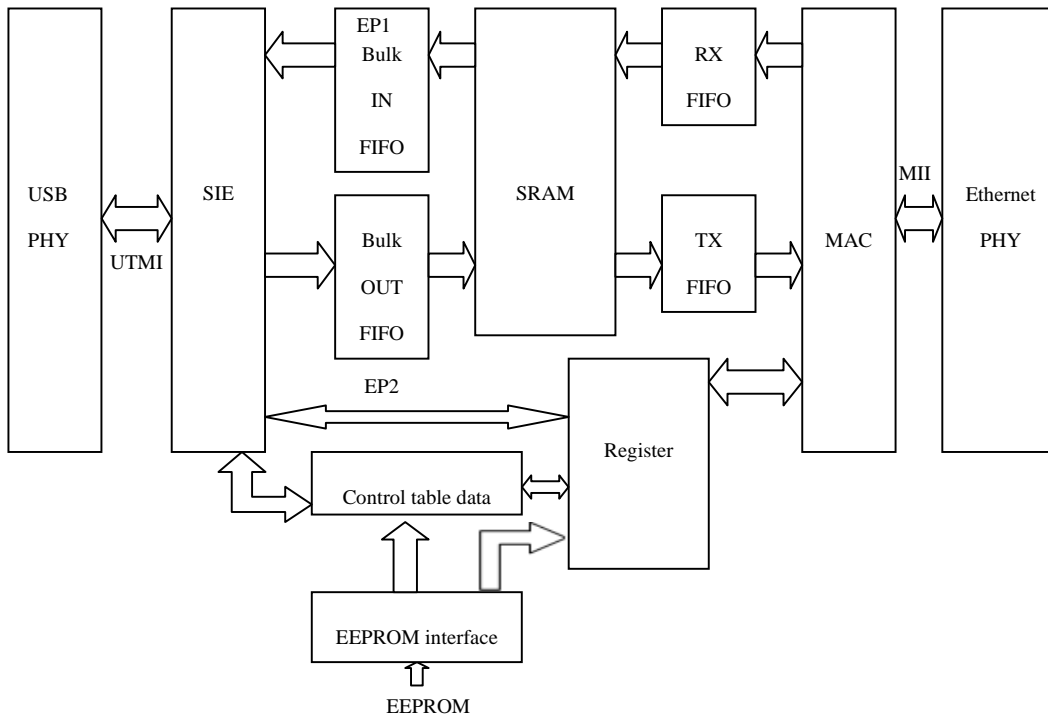 EP1
Bulk
IN
FIFO
RX
FIFO
USB
PHY
UTMI
SIE
SRAM
MAC
MII
Ethernet
PHY
Bulk
OUT
FIFO
TX
FIFO
EP2
Register
Control table data
EEPROM interface
EEPROM